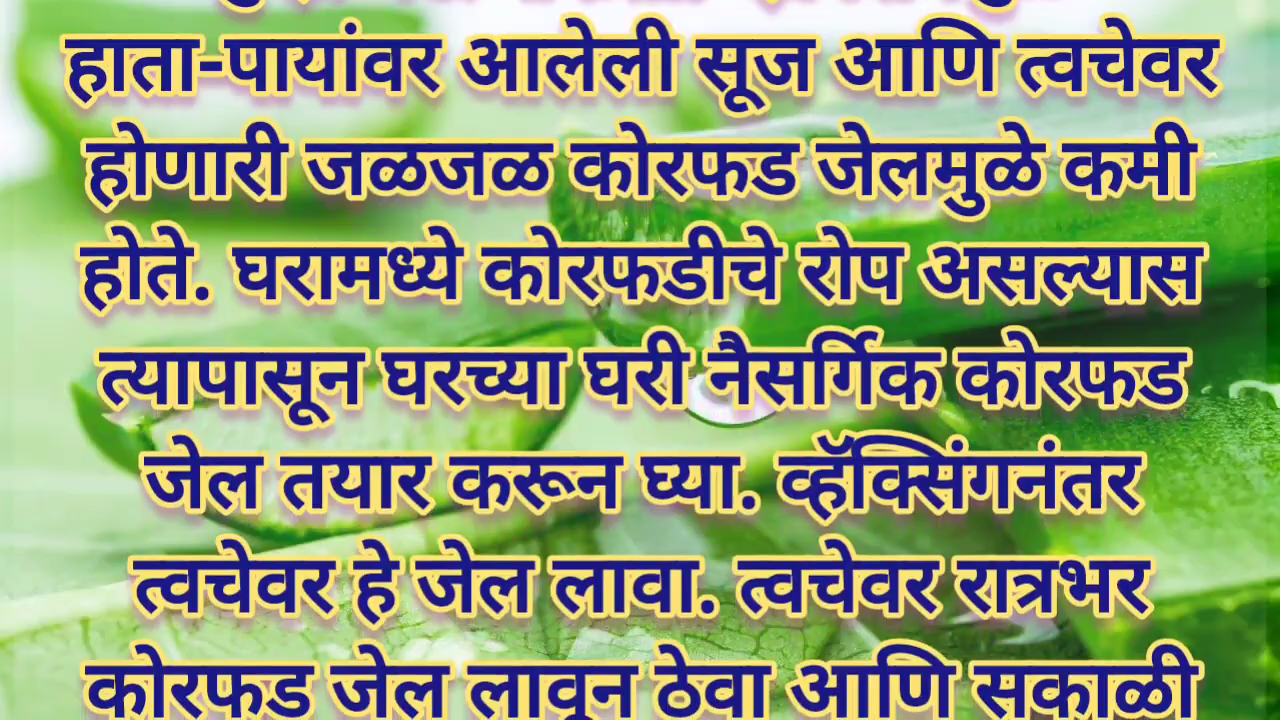 हाता-पायांवर आलेली सूज आणि त्वचेवर
होणारी जळजळ कोरफड जेलमुळे कमी
होते. घरामध्ये कोरफडीचे रोप असल्यास
त्यापासून घरच्या घरी नैसर्गिक कोरफड
जेल तयार करून घ्या. व्हॅक्सिंगनंतर
त्वचेवर हे जेल लावा. त्वचेवर रात्रभर
कोरफड जेल लावून ठेवा आणि सकाळी